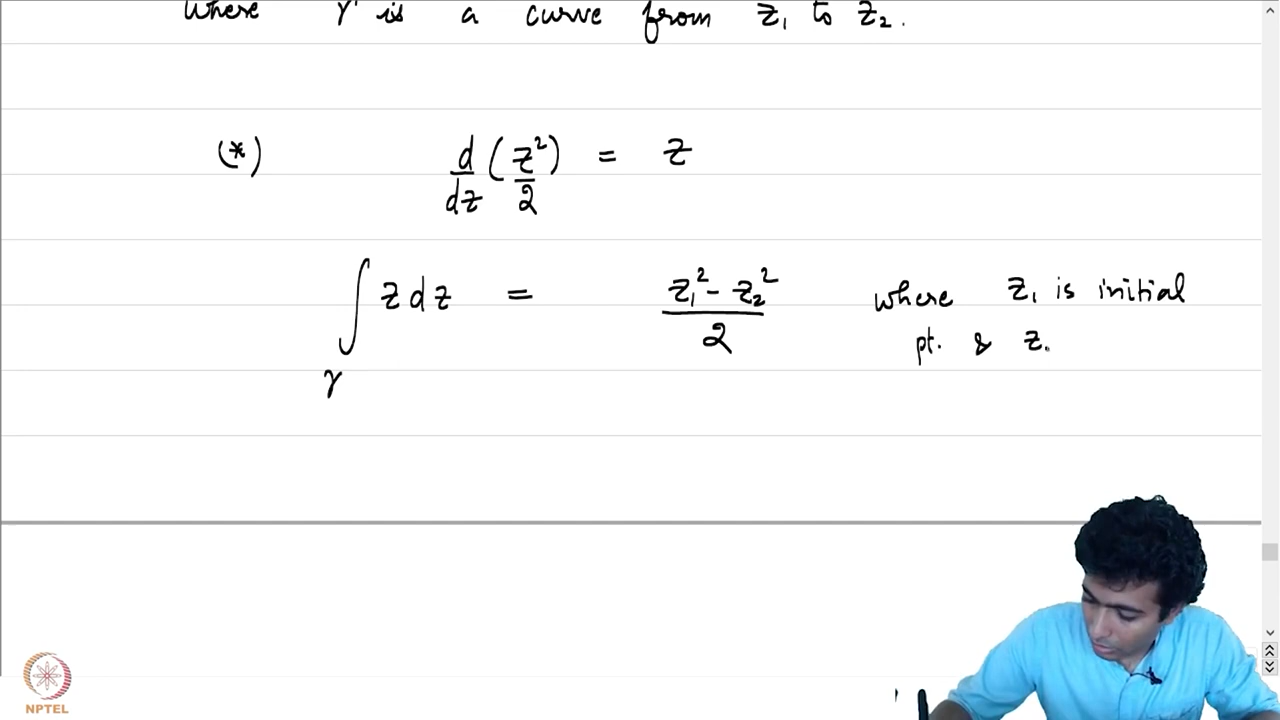 where γ is a curve from z₁ to z₂.
(*) d/dz (z²/2) = z
∫_γ z dz = (z₁² - z₂²)/2 where z₁ is initial
pt. & z.
NPTEL